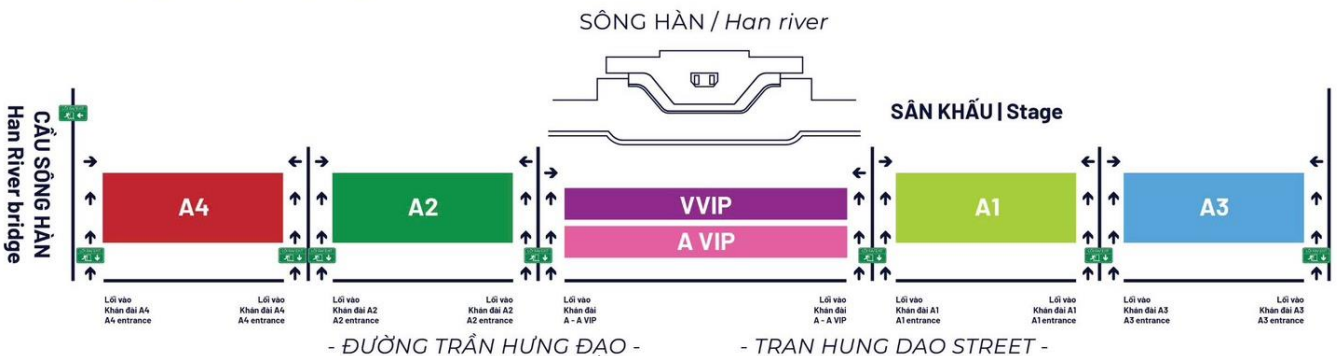 SÔNG HÀN / Han river
SÂN KHẤU | Stage
CẦU SÔNG HÀN
Han River bridge
A4
A2
VVIP
A VIP
A1
A3
Lối vào
Khán đài A4
A4 entrance
Lối vào
Khán đài A4
A4 entrance
Lối vào
Khán đài A2
A2 entrance
Lối vào
Khán đài A2
A2 entrance
Lối vào
Khán đài
A - A VIP
Lối vào
Khán đài
A - A VIP
Lối vào
Khán đài A1
A1 entrance
Lối vào
Khán đài A1
A1 entrance
Lối vào
Khán đài A3
A3 entrance
Lối vào
Khán đài A3
A3 entrance
- ĐƯỜNG TRẦN HƯNG ĐẠO -
- TRAN HUNG DAO STREET -